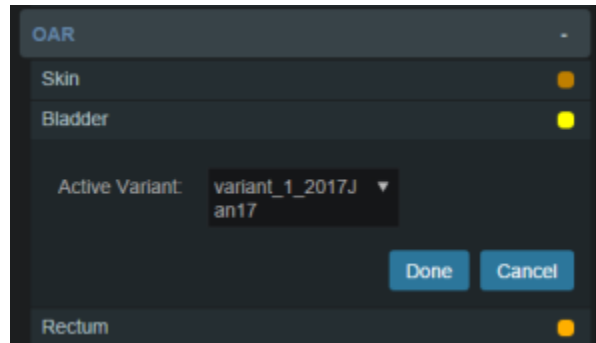 OAR -
Skin
Bladder
Active Variant: variant_1_2017J
an17
Done Cancel
Rectum